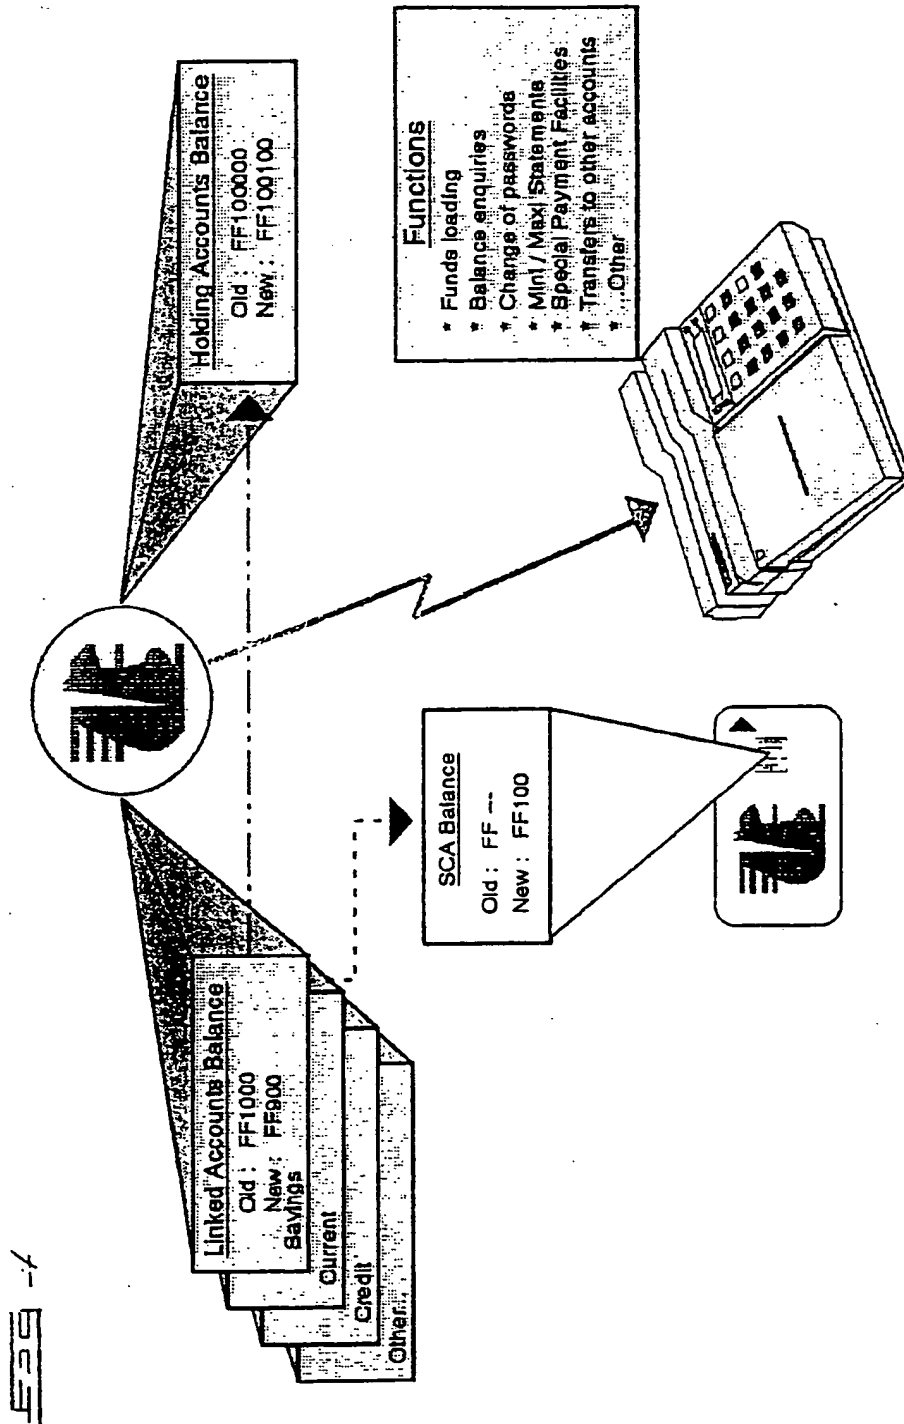 Linked Accounts Balance
Old : FF1000
New : FF900
Savings
Current
Credit
Other...
Holding Accounts Balance
Old : FF100000
New : FF100100
SCA Balance
Old : FF ---
New : FF100
Functions
* Funds loading
* Balance enquiries
* Change of passwords
* Mini / Maxi Statements
* Special Payment Facilities
* Transfers to other accounts
* ...Other